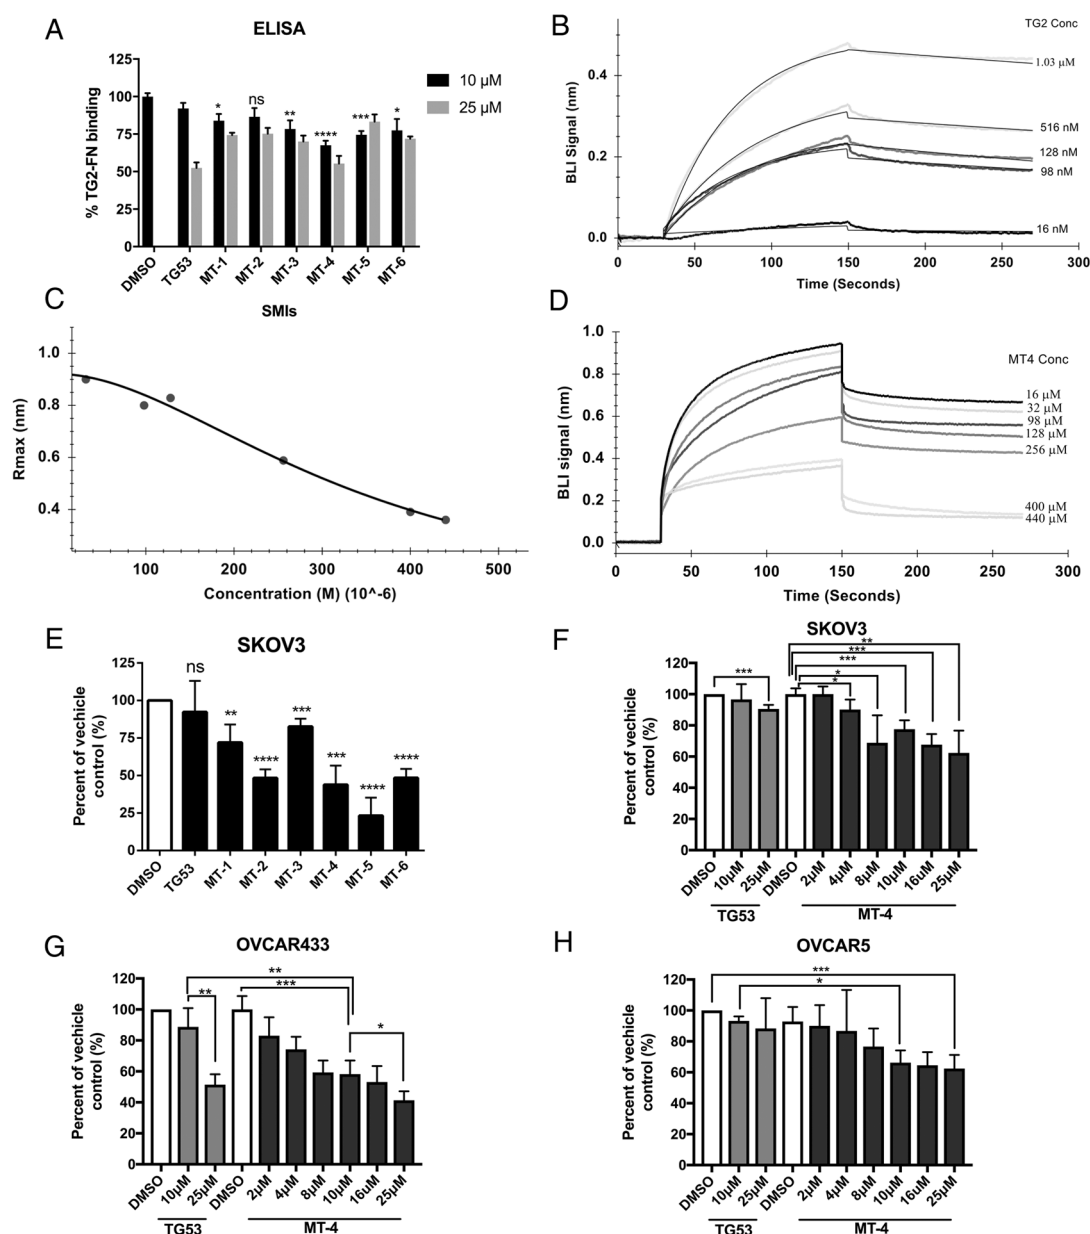 A
ELISA
% TG2-FN binding
125
100
75
50
25
0
* ns ** **** *** *
10 µM
25 µM
DMSO TG53 MT-1 MT-2 MT-3 MT-4 MT-5 MT-6
B
TG2 Conc
BLI Signal (nm)
0.4
0.2
0.0
1.03 µM
516 nM
128 nM
98 nM
16 nM
0 50 100 150 200 250 300
Time (Seconds)
C
SMIs
Rmax (nm)
1.0
0.8
0.6
0.4
100 200 300 400 500
Concentration (M) (10^-6)
D
MT4 Conc
BLI signal (nm)
1.0
0.8
0.6
0.4
0.2
0.0
16 µM
32 µM
98 µM
128 µM
256 µM
400 µM
440 µM
0 50 100 150 200 250 300
Time (Seconds)
E
SKOV3
Percent of vechicle
control (%)
125
100
75
50
25
0
ns ** **** *** *** **** ****
DMSO TG53 MT-1 MT-2 MT-3 MT-4 MT-5 MT-6
F
SKOV3
Percent of vechicle
control (%)
120
100
80
60
40
20
0
**
***
***
*
*
***
DMSO 10µM 25µM DMSO 2µM 4µM 8µM 10µM 16uM 25µM
TG53 MT-4
G
OVCAR433
Percent of vechicle
control (%)
120
100
80
60
40
20
0
**
***
**
*
DMSO 10µM 25µM DMSO 2µM 4µM 8µM 10µM 16uM 25µM
TG53 MT-4
H
OVCAR5
Percent of vechicle
control (%)
120
100
80
60
40
20
0
***
*
DMSO 10µM 25µM DMSO 2µM 4µM 8µM 10µM 16uM 25µM
TG53 MT-4